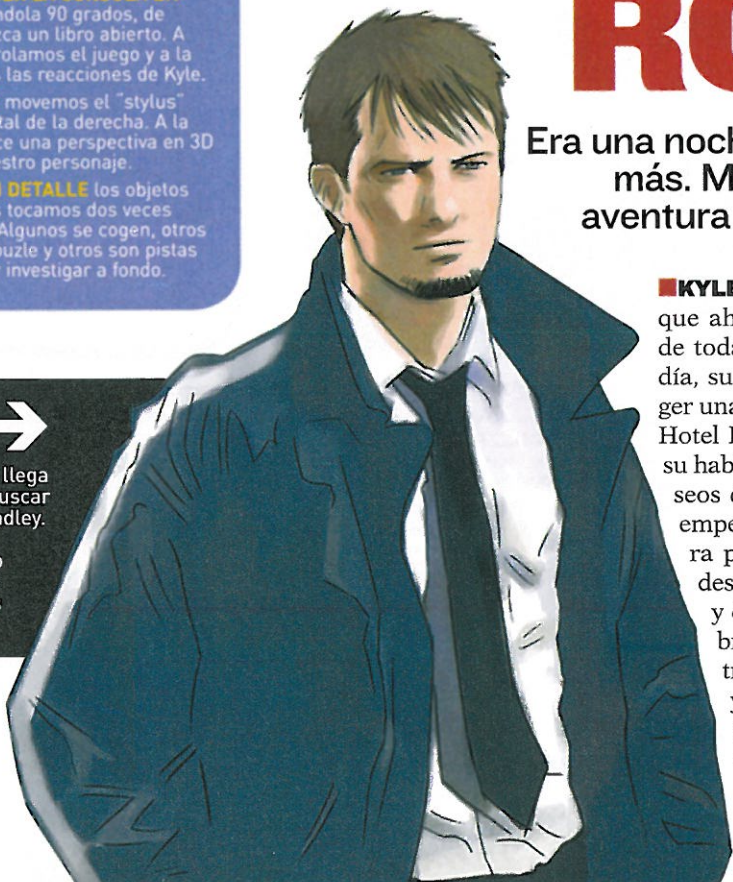 ndola 90 grados, de
ca un libro abierto. A
rolamos el juego y a la
las reacciones de Kyle.
movemos el "stylus"
tal de la derecha. A la
ce una perspectiva en 3D
estro personaje.
DETALLE los objetos
s tocamos dos veces
Algunos se cogen, otros
puzle y otros son pistas
r investigar a fondo.
llega
uscar
dley.
RO
Era una noch
más. M
aventura
KYLE
que ah
de toda
día, su
ger una
Hotel
su hab
seos
empe
ra p
des
y
b
tr
y